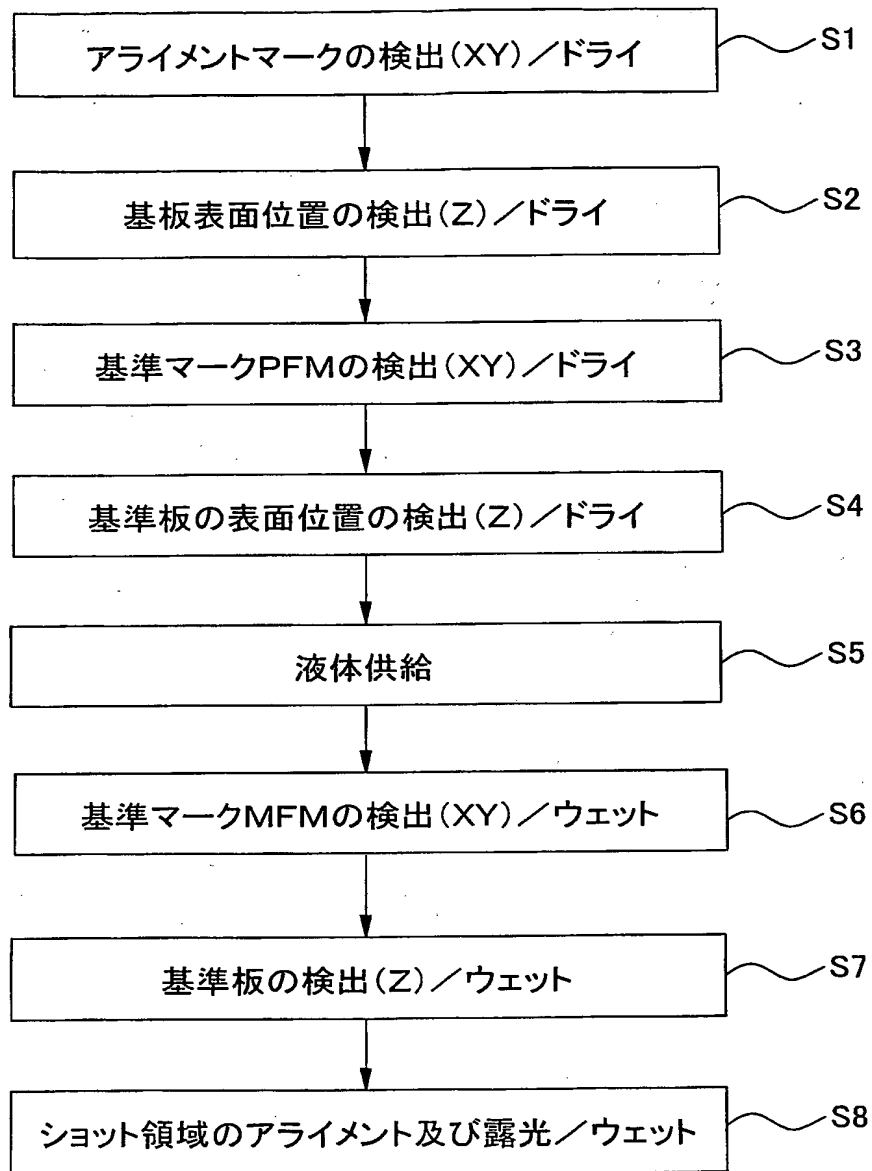 アライメントマークの検出(XY)／ドライ S1
基板表面位置の検出(Z)／ドライ S2
基準マークPFMの検出(XY)／ドライ S3
基準板の表面位置の検出(Z)／ドライ S4
液体供給 S5
基準マークMFMの検出(XY)／ウェット S6
基準板の検出(Z)／ウェット S7
ショット領域のアライメント及び露光／ウェット S8